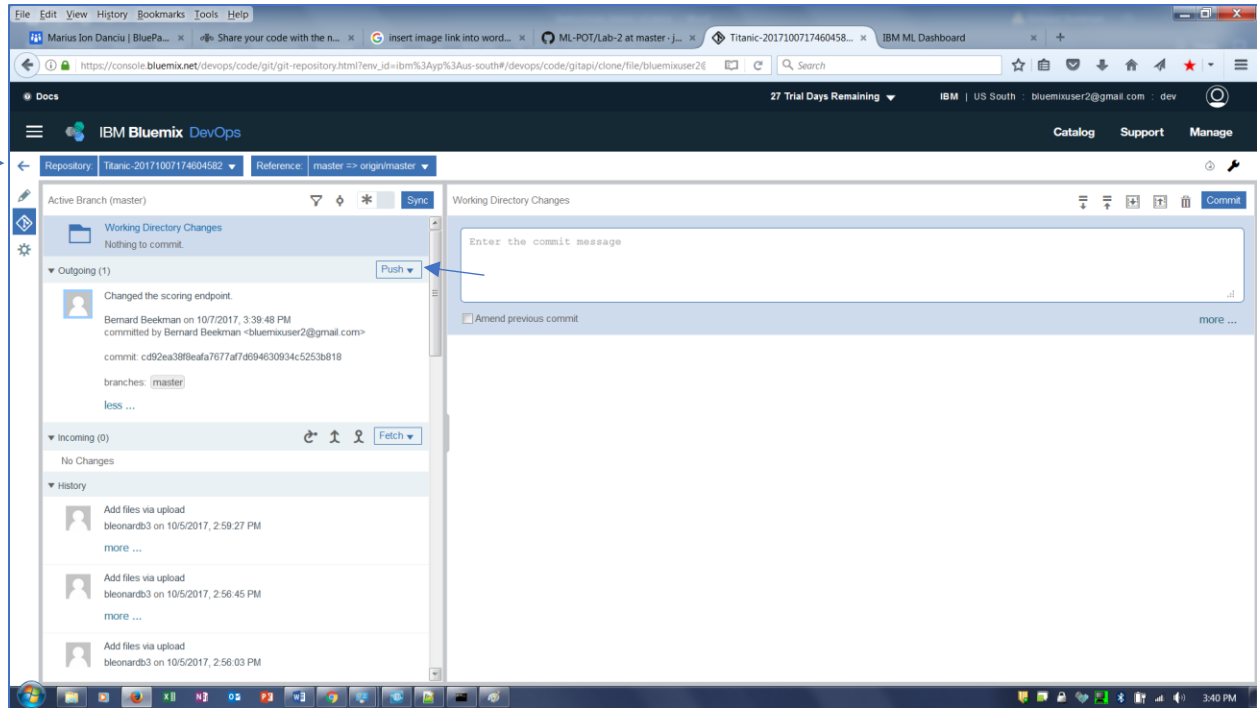 File Edit View History Bookmarks Tools Help
Marius Ion Danciu | BluePa... × Share your code with the n... × insert image link into word... × ML-POT/Lab-2 at master · j... × Titanic-2017100717460458... × IBM ML Dashboard × +
https://console.bluemix.net/devops/code/git/git-repository.html?env_id=ibm%3Ayp%3Aus-south#/devops/code/gitapi/clone/file/bluemixuser2@ Search
Docs 27 Trial Days Remaining IBM | US South : bluemixuser2@gmail.com : dev
IBM Bluemix DevOps Catalog Support Manage
Repository: Titanic-20171007174604582 Reference: master => origin/master
Active Branch (master) Sync Working Directory Changes Commit
Working Directory Changes
Nothing to commit.
Enter the commit message
Outgoing (1) Push
Changed the scoring endpoint.
Bernard Beekman on 10/7/2017, 3:39:48 PM
committed by Bernard Beekman <bluemixuser2@gmail.com>
Amend previous commit more ...
commit: cd92ea38f8eafa7677af7d694630934c5253b818
branches: master
less ...
Incoming (0) Fetch
No Changes
History
Add files via upload
bleonardb3 on 10/5/2017, 2:59:27 PM
more ...
Add files via upload
bleonardb3 on 10/5/2017, 2:56:45 PM
more ...
Add files via upload
bleonardb3 on 10/5/2017, 2:56:03 PM
3:40 PM